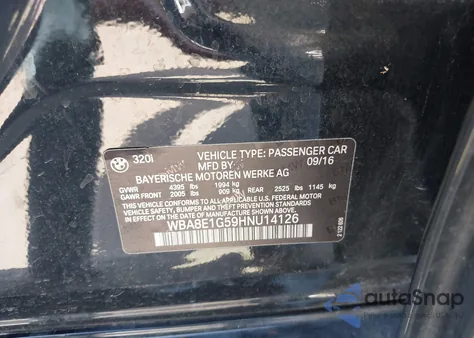 320i VEHICLE TYPE: PASSENGER CAR
MFD BY: 09/16
BAYERISCHE MOTOREN WERKE AG
GVWR 4395 lbs 1994 kg
GAWR FRONT 2005 lbs 909 kg REAR 2525 lbs 1145 kg
THIS VEHICLE CONFORMS TO ALL APPLICABLE U.S. FEDERAL MOTOR
VEHICLE SAFETY, BUMPER, AND THEFT PREVENTION STANDARDS IN
EFFECT ON THE DATE OF MANUFACTURE SHOWN ABOVE.
WBA8E1G59HNU14126
autoSnap